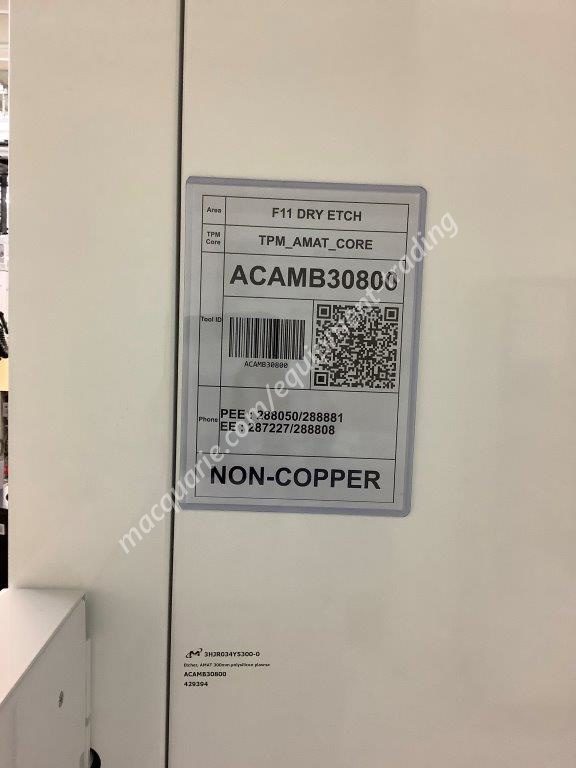 Area
F11 DRY ETCH
TPM
Core
TPM_AMAT_CORE
Tool ID
ACAMB30800
ACAMB30800
Phone
PEE : 288050/288881
EE : 287227/288808
NON-COPPER
macquarie.com/equipment-trading
3HJR034Y5300-0
Etcher, AMAT 300mm polysilicon plasma
ACAMB30800
429394